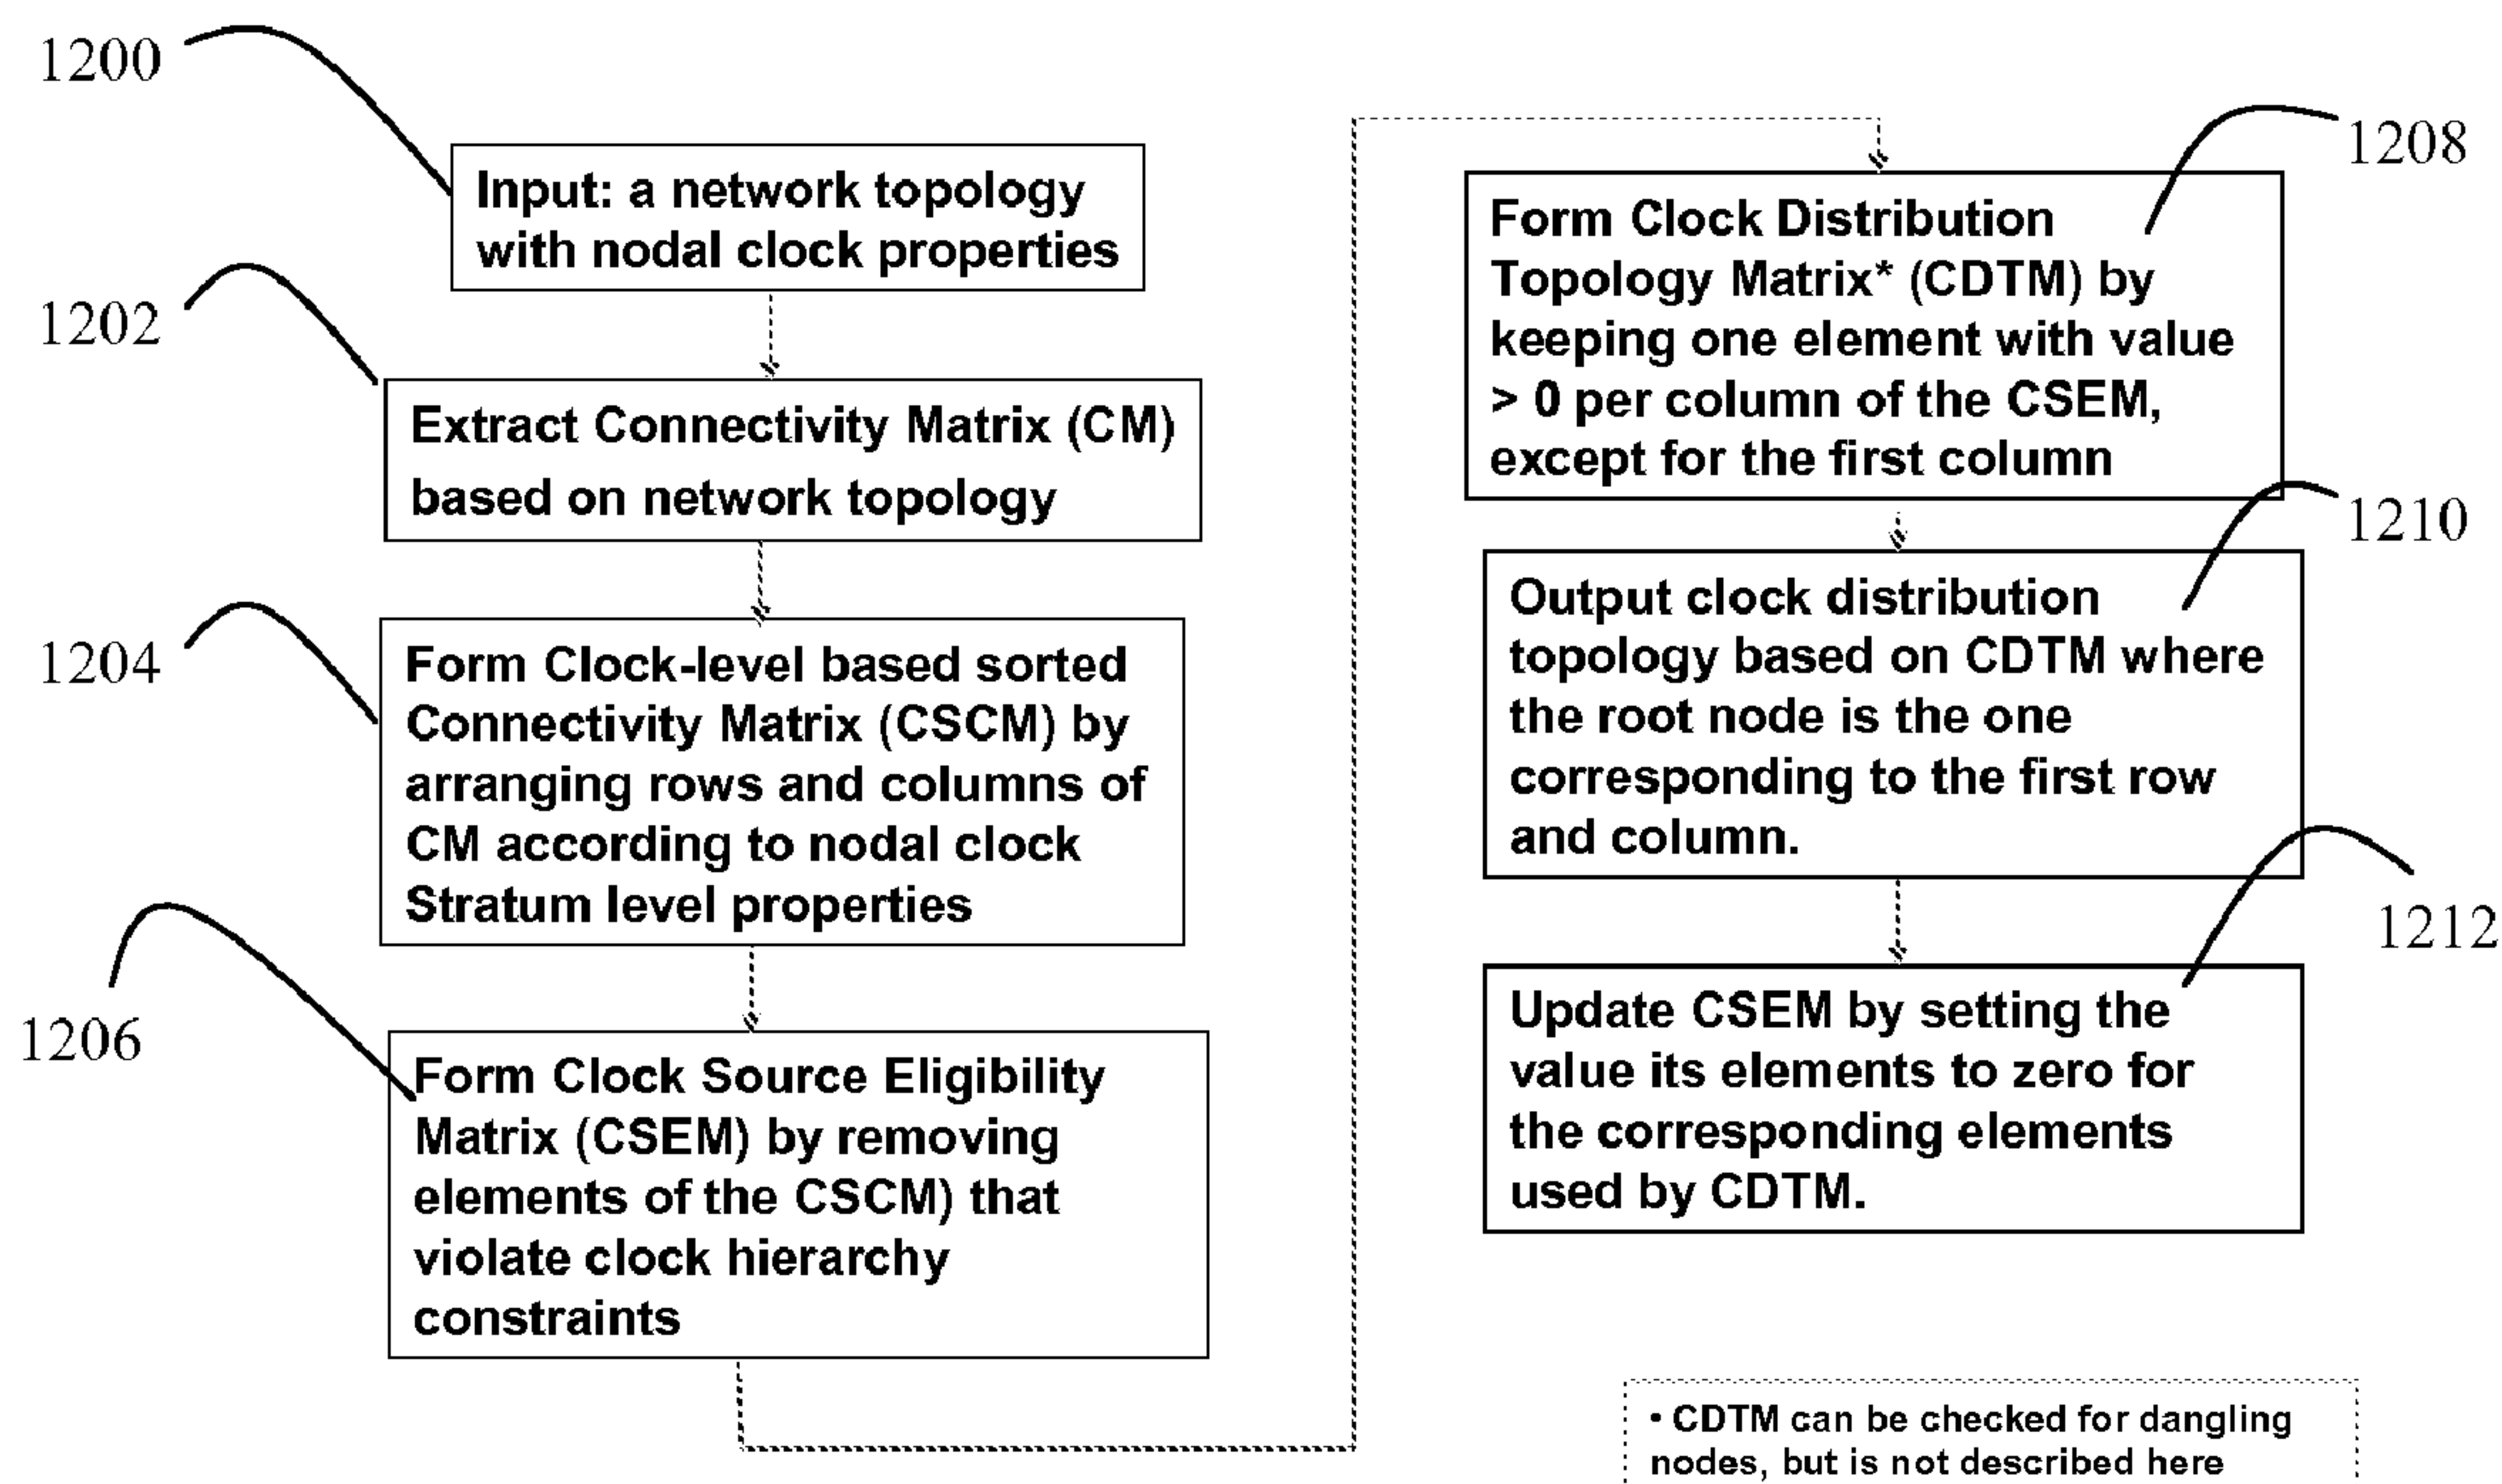 1200
Input: a network topology
with nodal clock properties
1202
Extract Connectivity Matrix (CM)
based on network topology
1204
Form Clock-level based sorted
Connectivity Matrix (CSCM) by
arranging rows and columns of
CM according to nodal clock
Stratum level properties
1206
Form Clock Source Eligibility
Matrix (CSEM) by removing
elements of the CSCM) that
violate clock hierarchy
constraints
1208
Form Clock Distribution
Topology Matrix* (CDTM) by
keeping one element with value
> 0 per column of the CSEM,
except for the first column
1210
Output clock distribution
topology based on CDTM where
the root node is the one
corresponding to the first row
and column.
1212
Update CSEM by setting the
value its elements to zero for
the corresponding elements
used by CDTM.
• CDTM can be checked for dangling
nodes, but is not described here